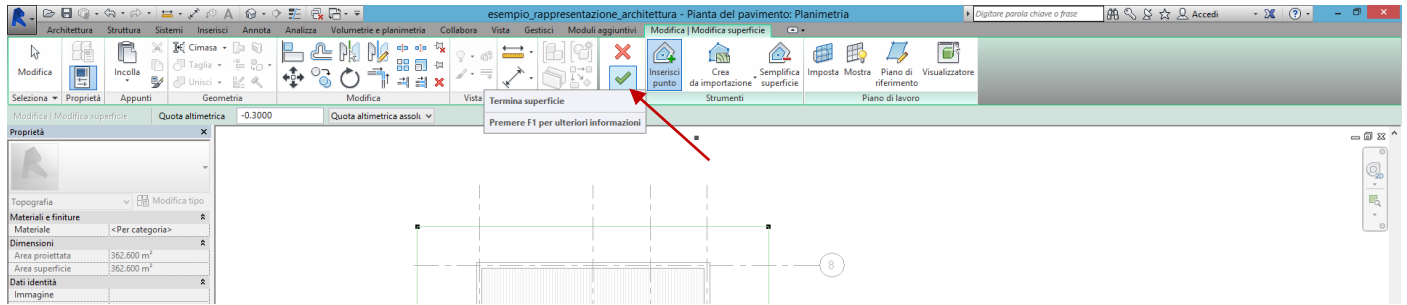 esempio_rappresentazione_architettura - Pianta del pavimento: Planimetria
Digitare parola chiave o frase
Accedi
Architettura Struttura Sistemi Inserisci Annota Analizza Volumetrie e planimetria Collabora Vista Gestisci Moduli aggiuntivi Modifica | Modifica superficie
Modifica Incolla Cimasa Inserisci punto Crea da importazione Semplifica superficie Imposta Mostra Piano di riferimento Visualizzatore
Taglia
Unisci
Seleziona Proprietà Appunti Geometria Modifica Vista Strumenti Piano di lavoro
Termina superficie
Premere F1 per ulteriori informazioni
Modifica | Modifica superficie Quota altimetrica -0.3000 Quota altimetrica assolu
Proprietà
Topografia Modifica tipo
Materiali e finiture
Materiale <Per categoria>
Dimensioni
Area proiettata 362.600 m²
Area superficie 362.600 m²
Dati identità
Immagine
8
2D